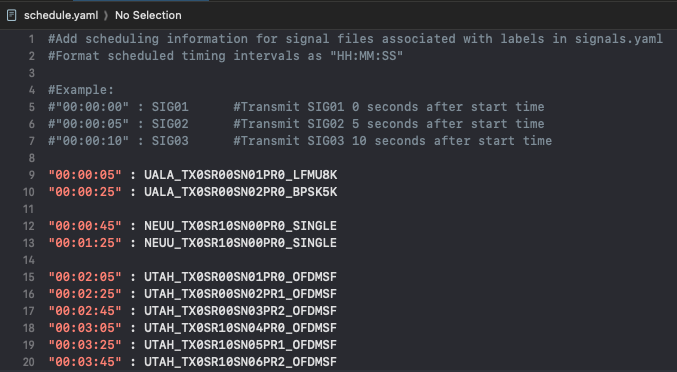 schedule.yaml 〉 No Selection
1 #Add scheduling information for signal files associated with labels in signals.yaml
2 #Format scheduled timing intervals as "HH:MM:SS"
3
4 #Example:
5 #"00:00:00" : SIG01 #Transmit SIG01 0 seconds after start time
6 #"00:00:05" : SIG02 #Transmit SIG02 5 seconds after start time
7 #"00:00:10" : SIG03 #Transmit SIG03 10 seconds after start time
8
9 "00:00:05" : UALA_TX0SR00SN01PR0_LFMU8K
10 "00:00:25" : UALA_TX0SR00SN02PR0_BPSK5K
11
12 "00:00:45" : NEUU_TX0SR10SN00PR0_SINGLE
13 "00:01:25" : NEUU_TX0SR10SN00PR0_SINGLE
14
15 "00:02:05" : UTAH_TX0SR00SN01PR0_OFDMSF
16 "00:02:25" : UTAH_TX0SR00SN02PR1_OFDMSF
17 "00:02:45" : UTAH_TX0SR00SN03PR2_OFDMSF
18 "00:03:05" : UTAH_TX0SR10SN04PR0_OFDMSF
19 "00:03:25" : UTAH_TX0SR10SN05PR1_OFDMSF
20 "00:03:45" : UTAH_TX0SR10SN06PR2_OFDMSF